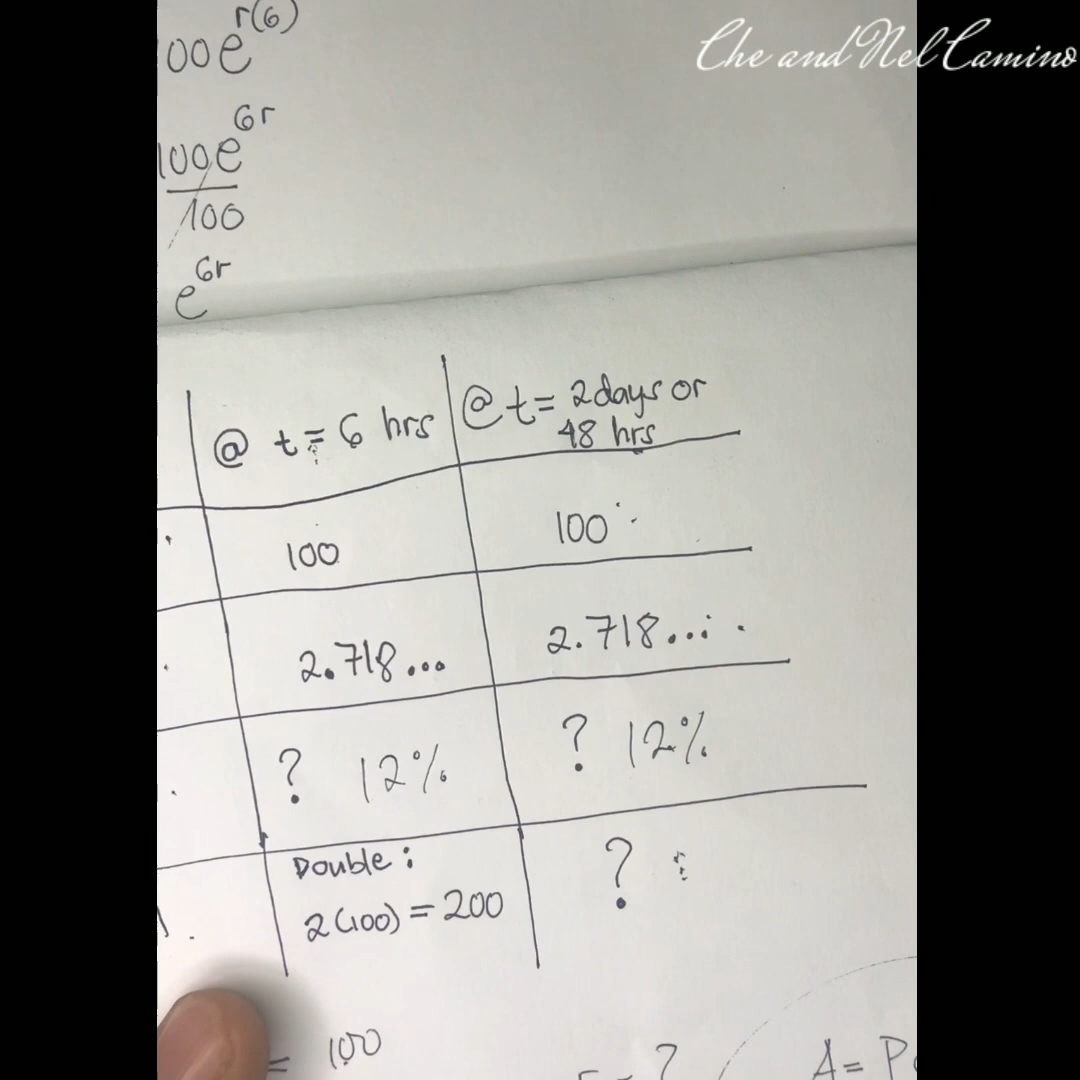 Che and Nel Camino
00e^r(6)
100e^6r
100
e^6r
@ t = 6 hrs
@ t = 2 days or
48 hrs
100
100
2.718...
2.718...
? 12%
? 12%
Double:
2(100) = 200
?
= 100
= ?
A = P